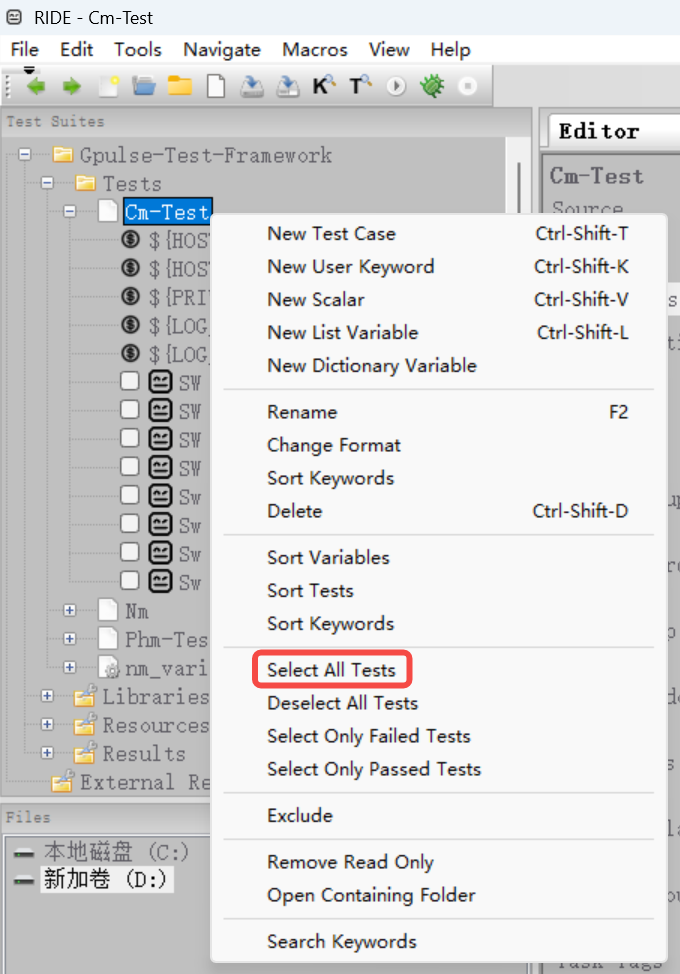 RIDE - Cm-Test
File Edit Tools Navigate Macros View Help
K T
Test Suites
Gpulse-Test-Framework
Tests
Cm-Test
${HOS
${HOS
${PRI
${LOG_
${LOG_
SW
SW
SW
SW
Sw
Sw
Sw
Sw
Nm
Phm-Tes
nm_vari
Libraries
Resources
Results
External Re
Files
本地磁盘 (C:)
新加卷 (D:)
Editor
Cm-Test
Source
New Test Case Ctrl-Shift-T
New User Keyword Ctrl-Shift-K
New Scalar Ctrl-Shift-V
New List Variable Ctrl-Shift-L
New Dictionary Variable
Rename F2
Change Format
Sort Keywords
Delete Ctrl-Shift-D
Sort Variables
Sort Tests
Sort Keywords
Select All Tests
Deselect All Tests
Select Only Failed Tests
Select Only Passed Tests
Exclude
Remove Read Only
Open Containing Folder
Search Keywords
Task Tags